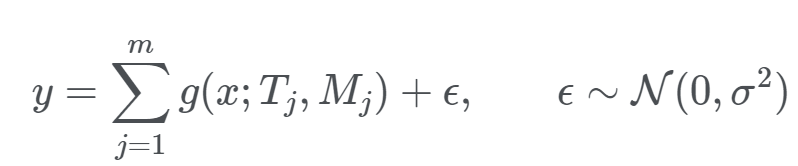 y = \sum_{j=1}^{m} g(x; T_j, M_j) + \epsilon, \qquad \epsilon \sim \mathcal{N}(0, \sigma^2)